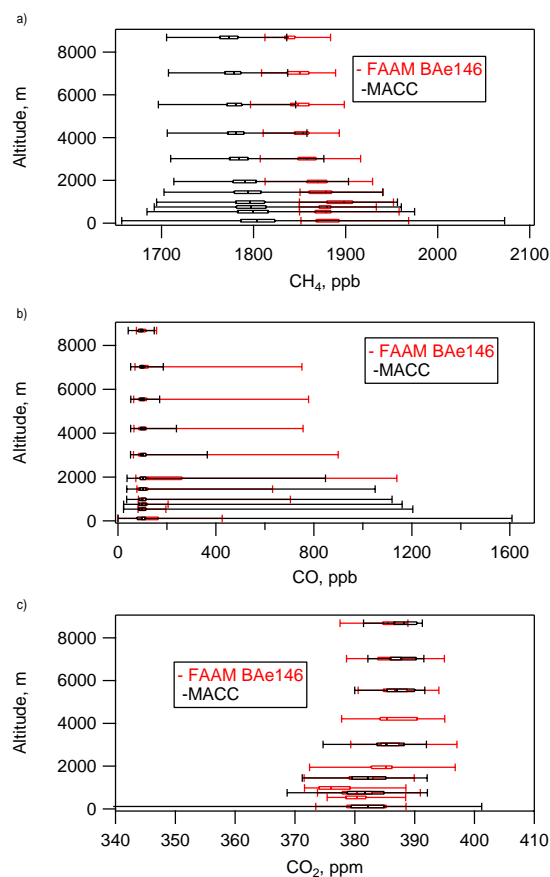 a)
8000
6000
4000
2000
0
Altitude, m
- FAAM BAe146
-MACC
1700 1800 1900 2000 2100
CH4, ppb
b)
8000
6000
4000
2000
0
Altitude, m
- FAAM BAe146
-MACC
0 400 800 1200 1600
CO, ppb
c)
8000
6000
4000
2000
0
Altitude, m
- FAAM BAe146
-MACC
340 350 360 370 380 390 400 410
CO2, ppm